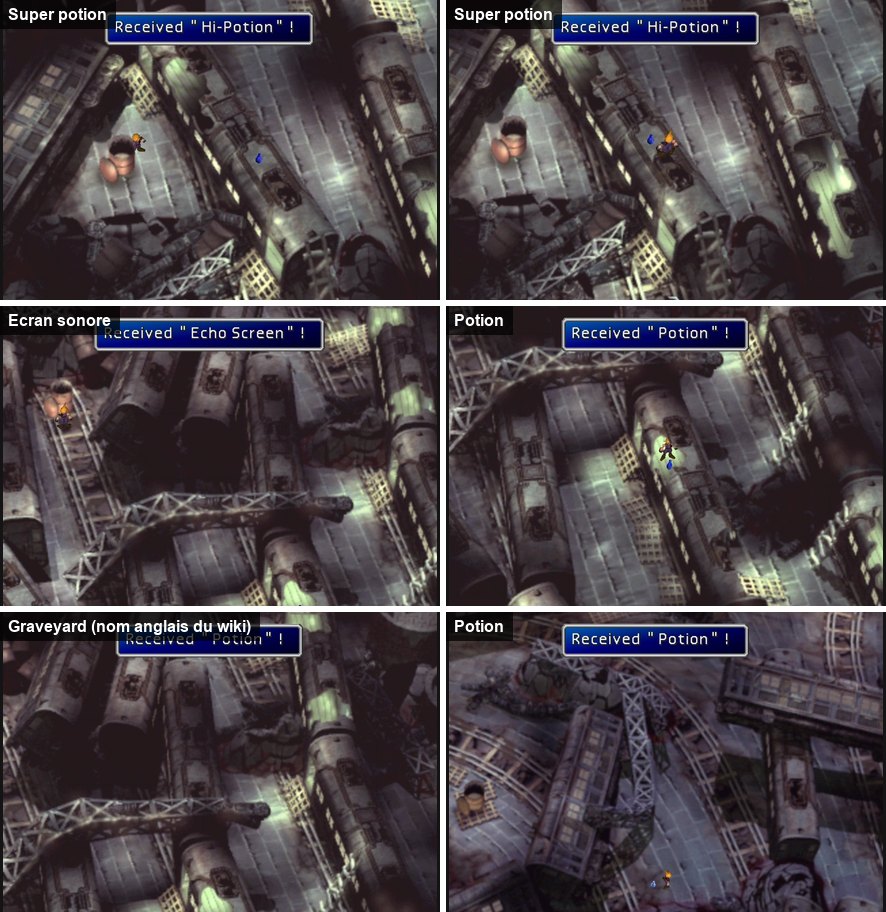 Super potion
Received "Hi-Potion" !
Super potion
Received "Hi-Potion" !
Ecran sonore
Received "Echo Screen" !
Potion
Received "Potion" !
Graveyard (nom anglais du wiki)
Received "Potion" !
Potion
Received "Potion" !